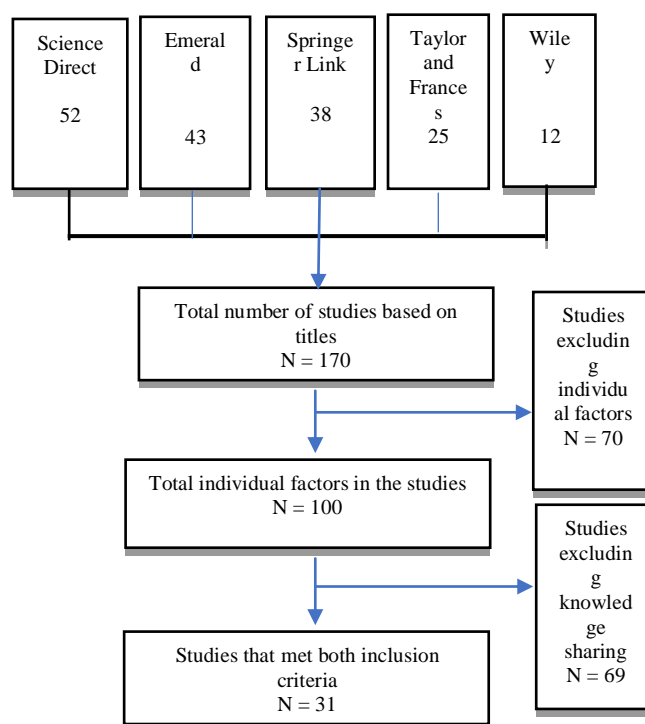 Science
Direct
52
Emeral
d
43
Springe
r Link
38
Taylor
and
France
s
25
Wile
y
12
Total number of studies based on
titles
N = 170
Studies
excludin
g
individu
al factors
N = 70
Total individual factors in the studies
N = 100
Studies
excludin
g
knowled
ge
sharing
N = 69
Studies that met both inclusion
criteria
N = 31